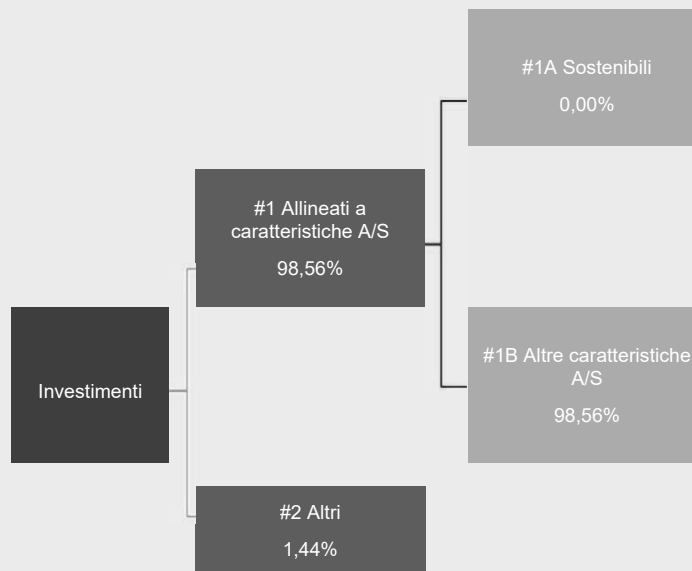 Investimenti
#1 Allineati a
caratteristiche A/S
98,56%
#2 Altri
1,44%
#1A Sostenibili
0,00%
#1B Altre caratteristiche
A/S
98,56%